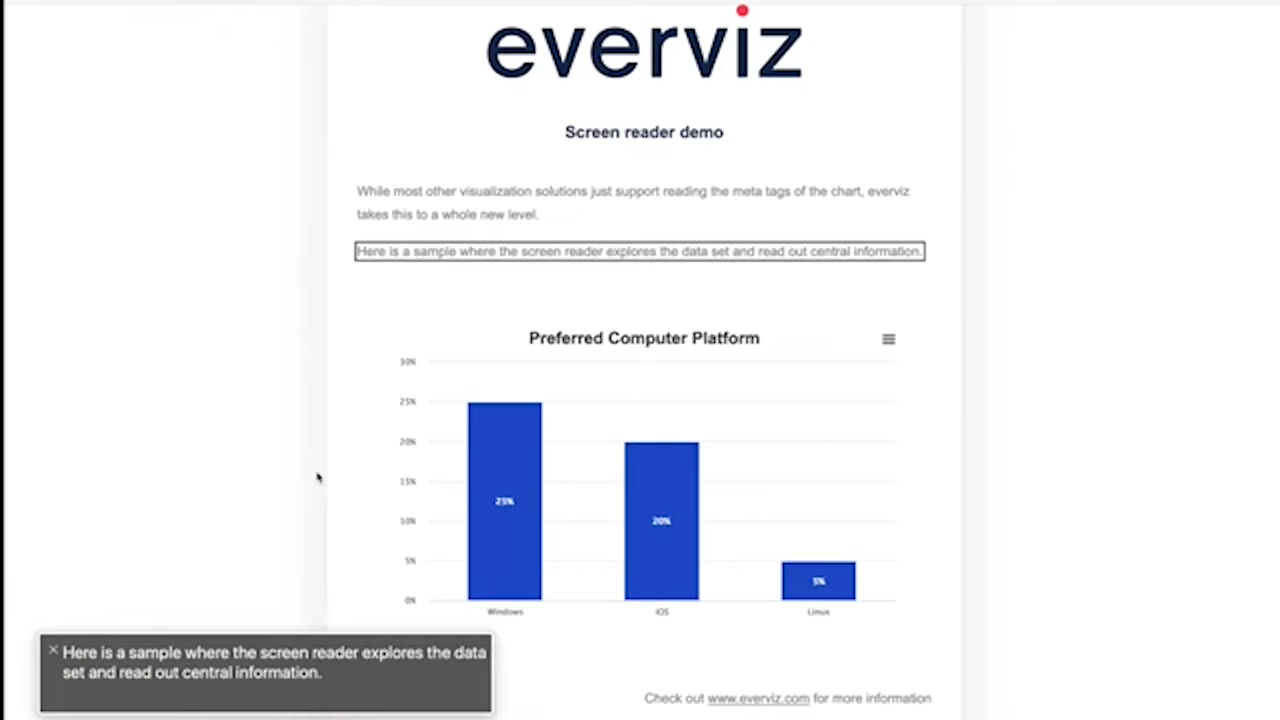 everviz
Screen reader demo
While most other visualization solutions just support reading the meta tags of the chart, everviz
takes this to a whole new level.
Here is a sample where the screen reader explores the data set and read out central information.
Preferred Computer Platform
30%
25%
20%
15%
10%
5%
0%
25%
20%
5%
Windows
iOS
Linux
Here is a sample where the screen reader explores the data
set and read out central information.
Check out www.everviz.com for more information